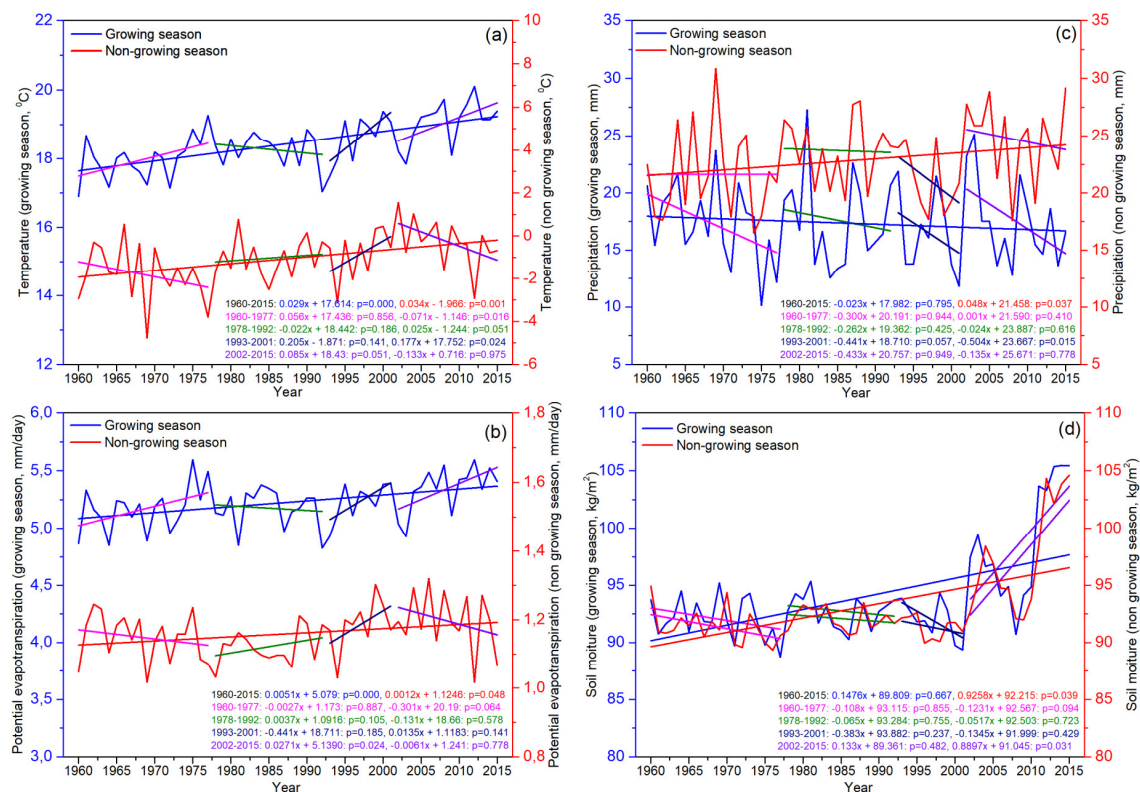 (a)
Growing season
Non-growing season
22
20
18
16
14
12
10
8
6
4
2
0
-2
-4
-6
Temperature (growing season, ⁰C)
Temperature (non growing season, ⁰C)
1960-2015: 0.029x + 17.614: p=0.000, 0.034x - 1.966: p=0.001
1960-1977: 0.056x + 17.436: p=0.856, -0.071x - 1.146: p=0.016
1978-1992: -0.022x + 18.442: p=0.186, 0.025x - 1.244: p=0.051
1993-2001: 0.205x - 1.871: p=0.141, 0.177x + 17.752: p=0.024
2002-2015: 0.085x + 18.43: p=0.051, -0.133x + 0.716: p=0.975
1960 1965 1970 1975 1980 1985 1990 1995 2000 2005 2010 2015
Year
(c)
Growing season
Non-growing season
35
30
25
20
15
10
5
35
30
25
20
15
10
5
Precipitation (growing season, mm)
Precipitation (non growing season, mm)
1960-2015: -0.023x + 17.982: p=0.795, 0.048x + 21.458: p=0.037
1960-1977: -0.300x + 20.191: p=0.944, 0.001x + 21.590: p=0.410
1978-1992: -0.262x + 19.362: p=0.425, -0.024x + 23.887: p=0.616
1993-2001: -0.441x + 18.710: p=0.057, -0.504x + 23.667: p=0.015
2002-2015: -0.433x + 20.757: p=0.949, -0.135x + 25.671: p=0.778
1960 1965 1970 1975 1980 1985 1990 1995 2000 2005 2010 2015
Year
(b)
Growing season
Non-growing season
6,0
5,5
5,0
4,5
4,0
3,5
3,0
1,8
1,6
1,4
1,2
1,0
0,8
Potential evapotranspiration (growing season, mm/day)
Potential evapotranspiration (non growing season, mm/day)
1960-2015: 0.0051x + 5.079: p=0.000, 0.0012x + 1.1246: p=0.048
1960-1977: -0.0027x + 1.173: p=0.887, -0.301x + 20.19: p=0.064
1978-1992: 0.0037x + 1.0916: p=0.105, -0.131x + 18.66: p=0.578
1993-2001: -0.441x + 18.711: p=0.185, 0.0135x + 1.1183: p=0.141
2002-2015: 0.0271x + 5.1390: p=0.024, -0.0061x + 1.241: p=0.778
1960 1965 1970 1975 1980 1985 1990 1995 2000 2005 2010 2015
Year
(d)
Growing season
Non-growing season
110
105
100
95
90
85
80
110
105
100
95
90
85
80
Soil moiture (growing season, kg/m²)
Soil moiture (non growing season, kg/m²)
1960-2015: 0.1476x + 89.809: p=0.667, 0.9258x + 92.215: p=0.039
1960-1977: -0.108x + 93.115: p=0.855, -0.1231x + 92.567: p=0.094
1978-1992: -0.065x + 93.284: p=0.755, -0.0517x + 92.503: p=0.723
1993-2001: -0.383x + 93.882: p=0.237, -0.1345x + 91.999: p=0.429
2002-2015: 0.133x + 89.361: p=0.482, 0.8897x + 91.045: p=0.031
1960 1965 1970 1975 1980 1985 1990 1995 2000 2005 2010 2015
Year